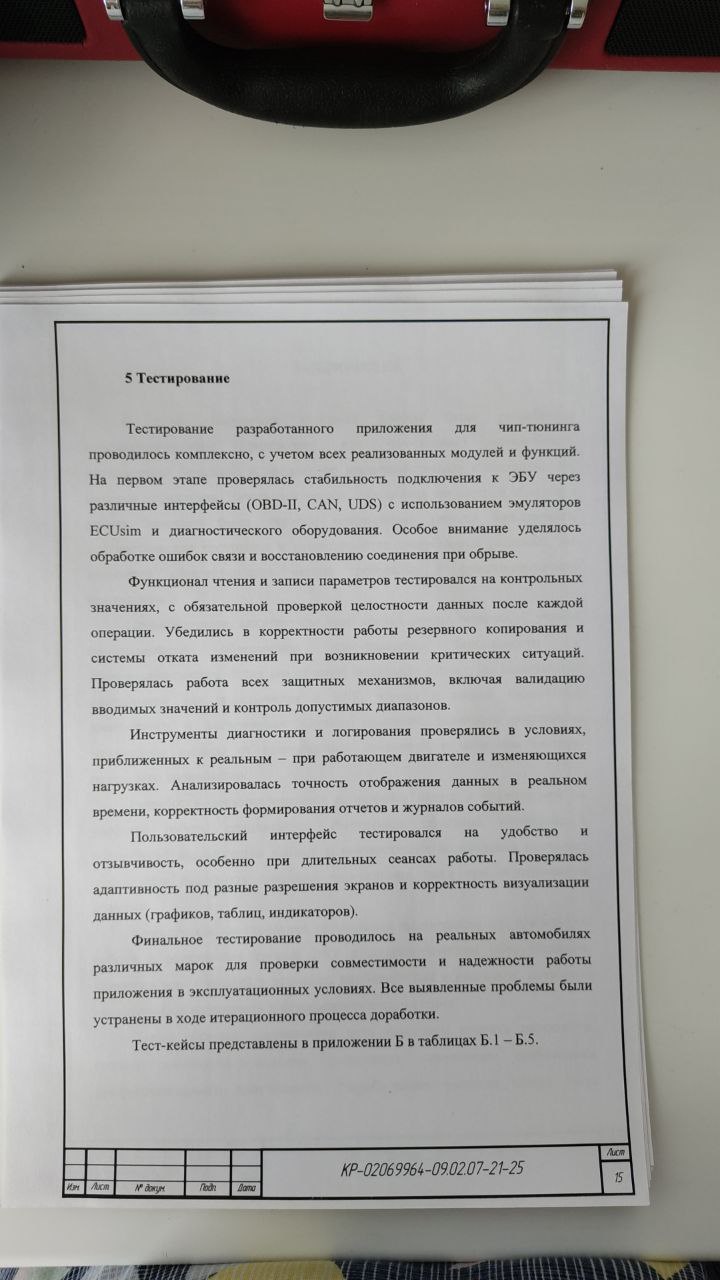 5 Тестирование
Тестирование разработанного приложения для чип-тюнинга
проводилось комплексно, с учетом всех реализованных модулей и функций.
На первом этапе проверялась стабильность подключения к ЭБУ через
различные интерфейсы (OBD-II, CAN, UDS) с использованием эмуляторов
ECUsim и диагностического оборудования. Особое внимание уделялось
обработке ошибок связи и восстановлению соединения при обрыве.
Функционал чтения и записи параметров тестировался на контрольных
значениях, с обязательной проверкой целостности данных после каждой
операции. Убедились в корректности работы резервного копирования и
системы отката изменений при возникновении критических ситуаций.
Проверялась работа всех защитных механизмов, включая валидацию
вводимых значений и контроль допустимых диапазонов.
Инструменты диагностики и логирования проверялись в условиях,
приближенных к реальным – при работающем двигателе и изменяющихся
нагрузках. Анализировалась точность отображения данных в реальном
времени, корректность формирования отчетов и журналов событий.
Пользовательский интерфейс тестировался на удобство и
отзывчивость, особенно при длительных сеансах работы. Проверялась
адаптивность под разные разрешения экранов и корректность визуализации
данных (графиков, таблиц, индикаторов).
Финальное тестирование проводилось на реальных автомобилях
различных марок для проверки совместимости и надежности работы
приложения в эксплуатационных условиях. Все выявленные проблемы были
устранены в ходе итерационного процесса доработки.
Тест-кейсы представлены в приложении Б в таблицах Б.1 – Б.5.
КР-02069964-09.02.07-21-25
Лист
15
Изм. Лист № докум. Подп. Дата